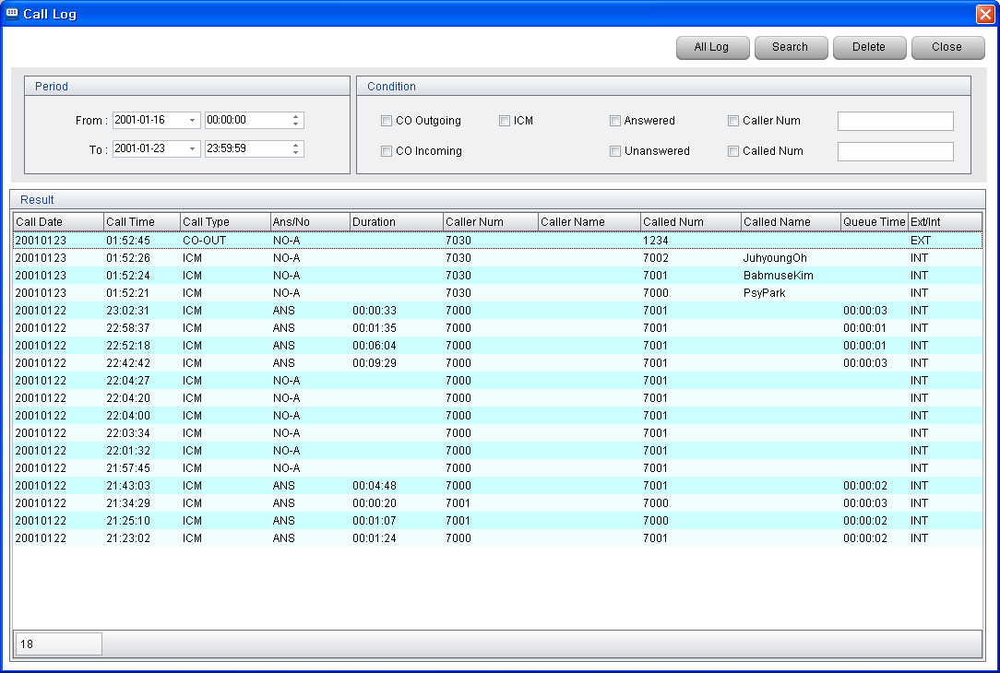 Call Log
All Log Search Delete Close
Period
From : 2001-01-16 00:00:00
To : 2001-01-23 23:59:59
Condition
CO Outgoing ICM Answered Caller Num
CO Incoming Unanswered Called Num
Result
Call Date Call Time Call Type Ans/No Duration Caller Num Caller Name Called Num Called Name Queue Time Ext/Int
20010123 01:52:45 CO-OUT NO-A 7030 1234 EXT
20010123 01:52:26 ICM NO-A 7030 7002 JuhyoungOh INT
20010123 01:52:24 ICM NO-A 7030 7001 BabmuseKim INT
20010123 01:52:21 ICM NO-A 7030 7000 PsyPark INT
20010122 23:02:31 ICM ANS 00:00:33 7000 7001 00:00:03 INT
20010122 22:58:37 ICM ANS 00:01:35 7000 7001 00:00:01 INT
20010122 22:52:18 ICM ANS 00:06:04 7000 7001 00:00:01 INT
20010122 22:42:42 ICM ANS 00:09:29 7000 7001 00:00:03 INT
20010122 22:04:27 ICM NO-A 7000 7001 INT
20010122 22:04:20 ICM NO-A 7000 7001 INT
20010122 22:04:00 ICM NO-A 7000 7001 INT
20010122 22:03:34 ICM NO-A 7000 7001 INT
20010122 22:01:32 ICM NO-A 7000 7001 INT
20010122 21:57:45 ICM NO-A 7000 7001 INT
20010122 21:43:03 ICM ANS 00:04:48 7000 7001 00:00:02 INT
20010122 21:34:29 ICM ANS 00:00:20 7001 7000 00:00:03 INT
20010122 21:25:10 ICM ANS 00:01:07 7001 7000 00:00:02 INT
20010122 21:23:02 ICM ANS 00:01:24 7000 7001 00:00:02 INT
18